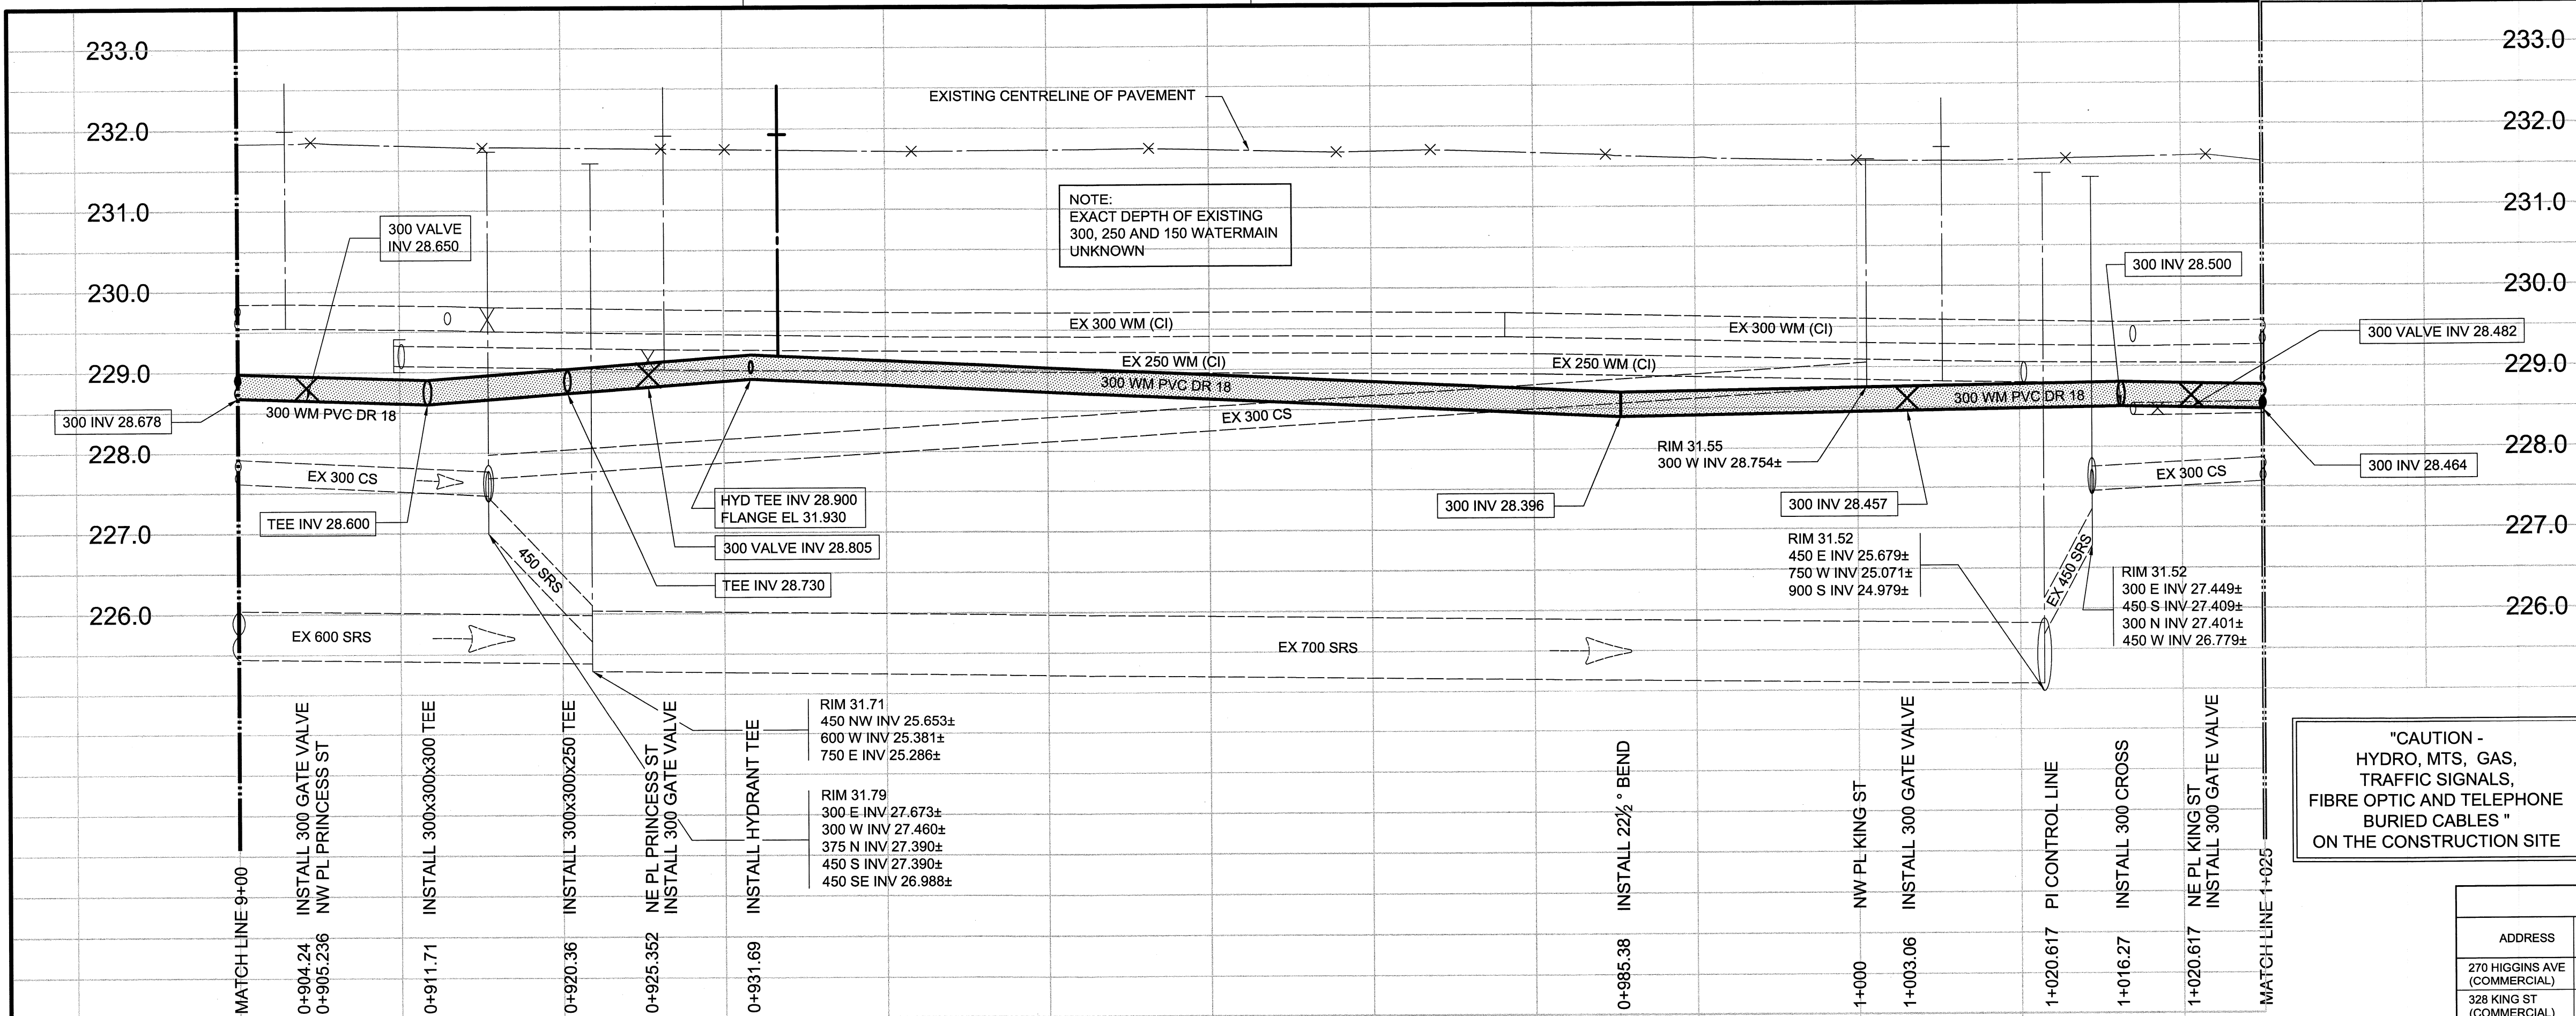 233.0
232.0
231.0
230.0
229.0
228.0
227.0
226.0
233.0
232.0
231.0
230.0
229.0
228.0
227.0
226.0
EXISTING CENTRELINE OF PAVEMENT
NOTE:
EXACT DEPTH OF EXISTING
300, 250 AND 150 WATERMAIN
UNKNOWN
300 VALVE
INV 28.650
300 INV 28.500
300 VALVE INV 28.482
EX 300 WM (CI)
EX 300 WM (CI)
EX 250 WM (CI)
EX 250 WM (CI)
300 WM PVC DR 18
300 WM PVC DR 18
300 WM PVC DR 18
300 INV 28.678
EX 300 CS
EX 300 CS
EX 300 CS
RIM 31.55
300 W INV 28.754±
300 INV 28.464
TEE INV 28.600
HYD TEE INV 28.900
FLANGE EL 31.930
300 VALVE INV 28.805
TEE INV 28.730
300 INV 28.396
300 INV 28.457
450 SRS
EX 450 SRS
RIM 31.52
450 E INV 25.679±
750 W INV 25.071±
900 S INV 24.979±
RIM 31.52
300 E INV 27.449±
450 S INV 27.409±
300 N INV 27.401±
450 W INV 26.779±
EX 600 SRS
EX 700 SRS
RIM 31.71
450 NW INV 25.653±
600 W INV 25.381±
750 E INV 25.286±
RIM 31.79
300 E INV 27.673±
300 W INV 27.460±
375 N INV 27.390±
450 S INV 27.390±
450 SE INV 26.988±
MATCH LINE 9+00
0+904.24 INSTALL 300 GATE VALVE
0+905.236 NW PL PRINCESS ST
0+911.71 INSTALL 300x300x300 TEE
0+920.36 INSTALL 300x300x250 TEE
0+925.352 NE PL PRINCESS ST
INSTALL 300 GATE VALVE
0+931.69 INSTALL HYDRANT TEE
0+985.38 INSTALL 22½ ° BEND
1+000 NW PL KING ST
1+003.06 INSTALL 300 GATE VALVE
1+020.617 PI CONTROL LINE
1+016.27 INSTALL 300 CROSS
1+020.617 NE PL KING ST
INSTALL 300 GATE VALVE
MATCH LINE 1+025
"CAUTION -
HYDRO, MTS, GAS,
TRAFFIC SIGNALS,
FIBRE OPTIC AND TELEPHONE
BURIED CABLES "
ON THE CONSTRUCTION SITE
ADDRESS
270 HIGGINS AVE
(COMMERCIAL)
328 KING ST
(COMMERCIAL)